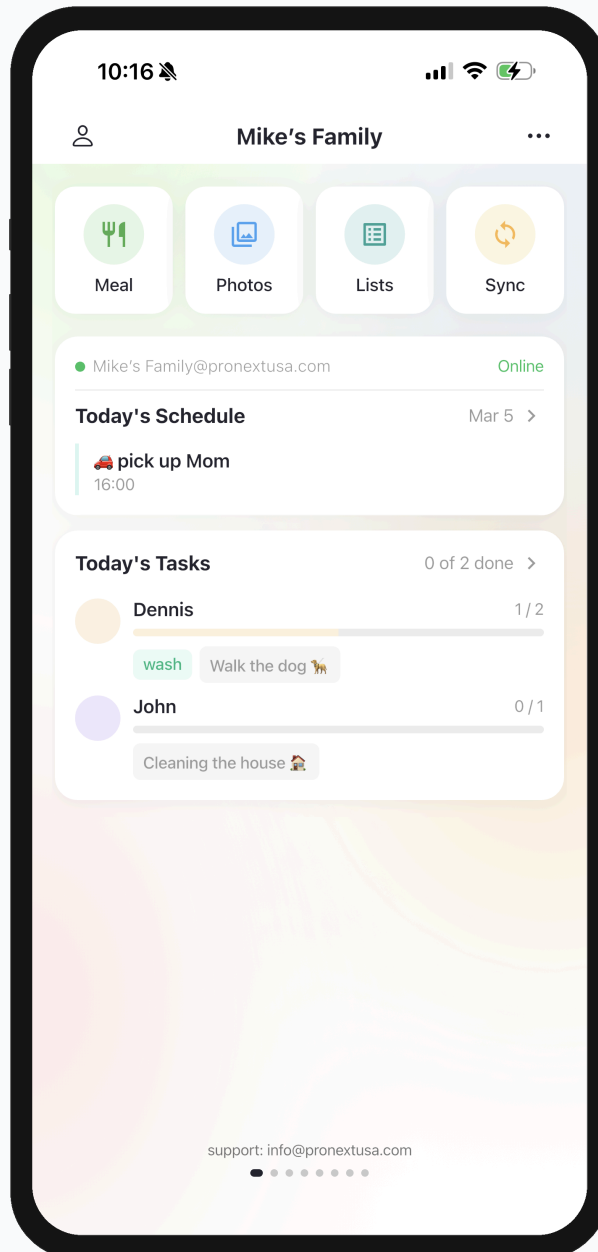 10:16
Mike's Family
Meal Photos Lists Sync
Mike's Family@pronextusa.com Online
Today's Schedule Mar 5
🚗 pick up Mom
16:00
Today's Tasks 0 of 2 done
Dennis 1 / 2
wash Walk the dog 🐕
John 0 / 1
Cleaning the house 🏠
support: info@pronextusa.com